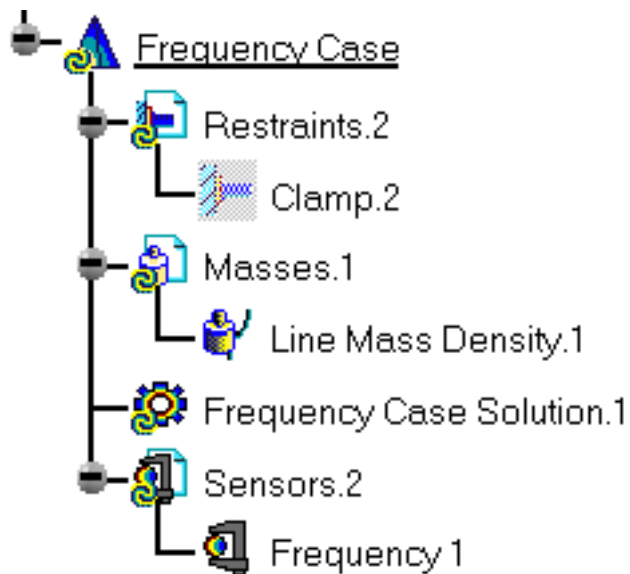 Frequency Case
Restraints.2
Clamp.2
Masses.1
Line Mass Density.1
Frequency Case Solution.1
Sensors.2
Frequency 1